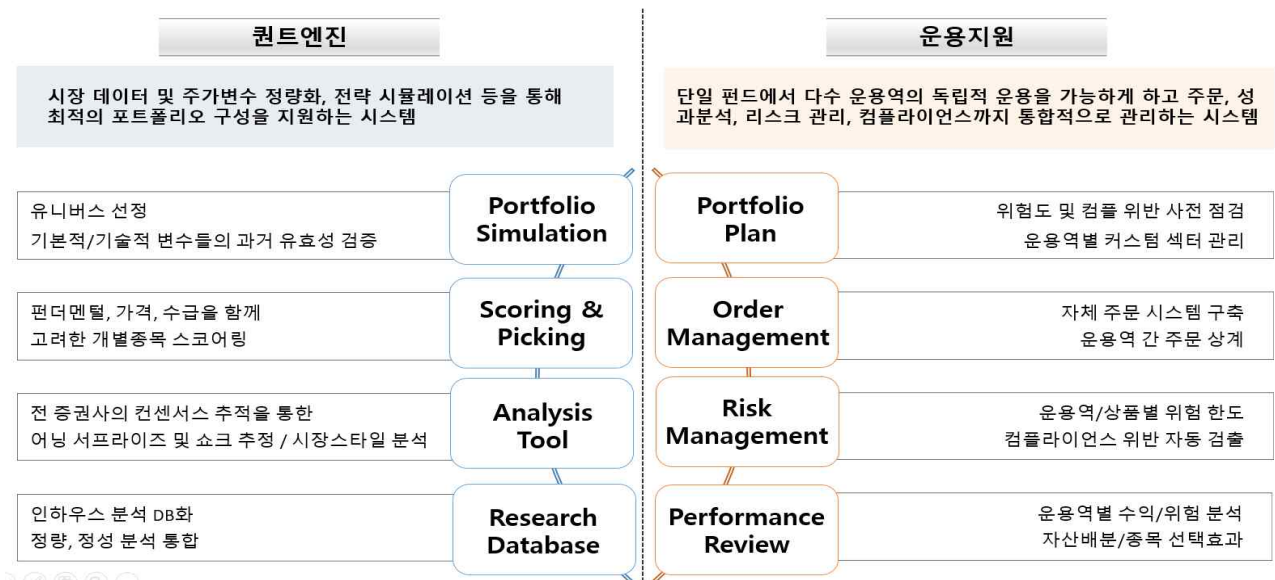 퀀트엔진
시장 데이터 및 주가변수 정량화, 전략 시뮬레이션 등을 통해
최적의 포트폴리오 구성을 지원하는 시스템
유니버스 선정
기본적/기술적 변수들의 과거 유효성 검증
Portfolio
Simulation
펀더멘털, 가격, 수급을 함께
고려한 개별종목 스코어링
Scoring &
Picking
전 증권사의 컨센서스 추적을 통한
어닝 서프라이즈 및 쇼크 추정 / 시장스타일 분석
Analysis
Tool
인하우스 분석 DB화
정량, 정성 분석 통합
Research
Database
운용지원
단일 펀드에서 다수 운용역의 독립적 운용을 가능하게 하고 주문, 성
과분석, 리스크 관리, 컴플라이언스까지 통합적으로 관리하는 시스템
Portfolio
Plan
위험도 및 컴플 위반 사전 점검
운용역별 커스텀 섹터 관리
Order
Management
자체 주문 시스템 구축
운용역 간 주문 상계
Risk
Management
운용역/상품별 위험 한도
컴플라이언스 위반 자동 검출
Performance
Review
운용역별 수익/위험 분석
자산배분/종목 선택효과